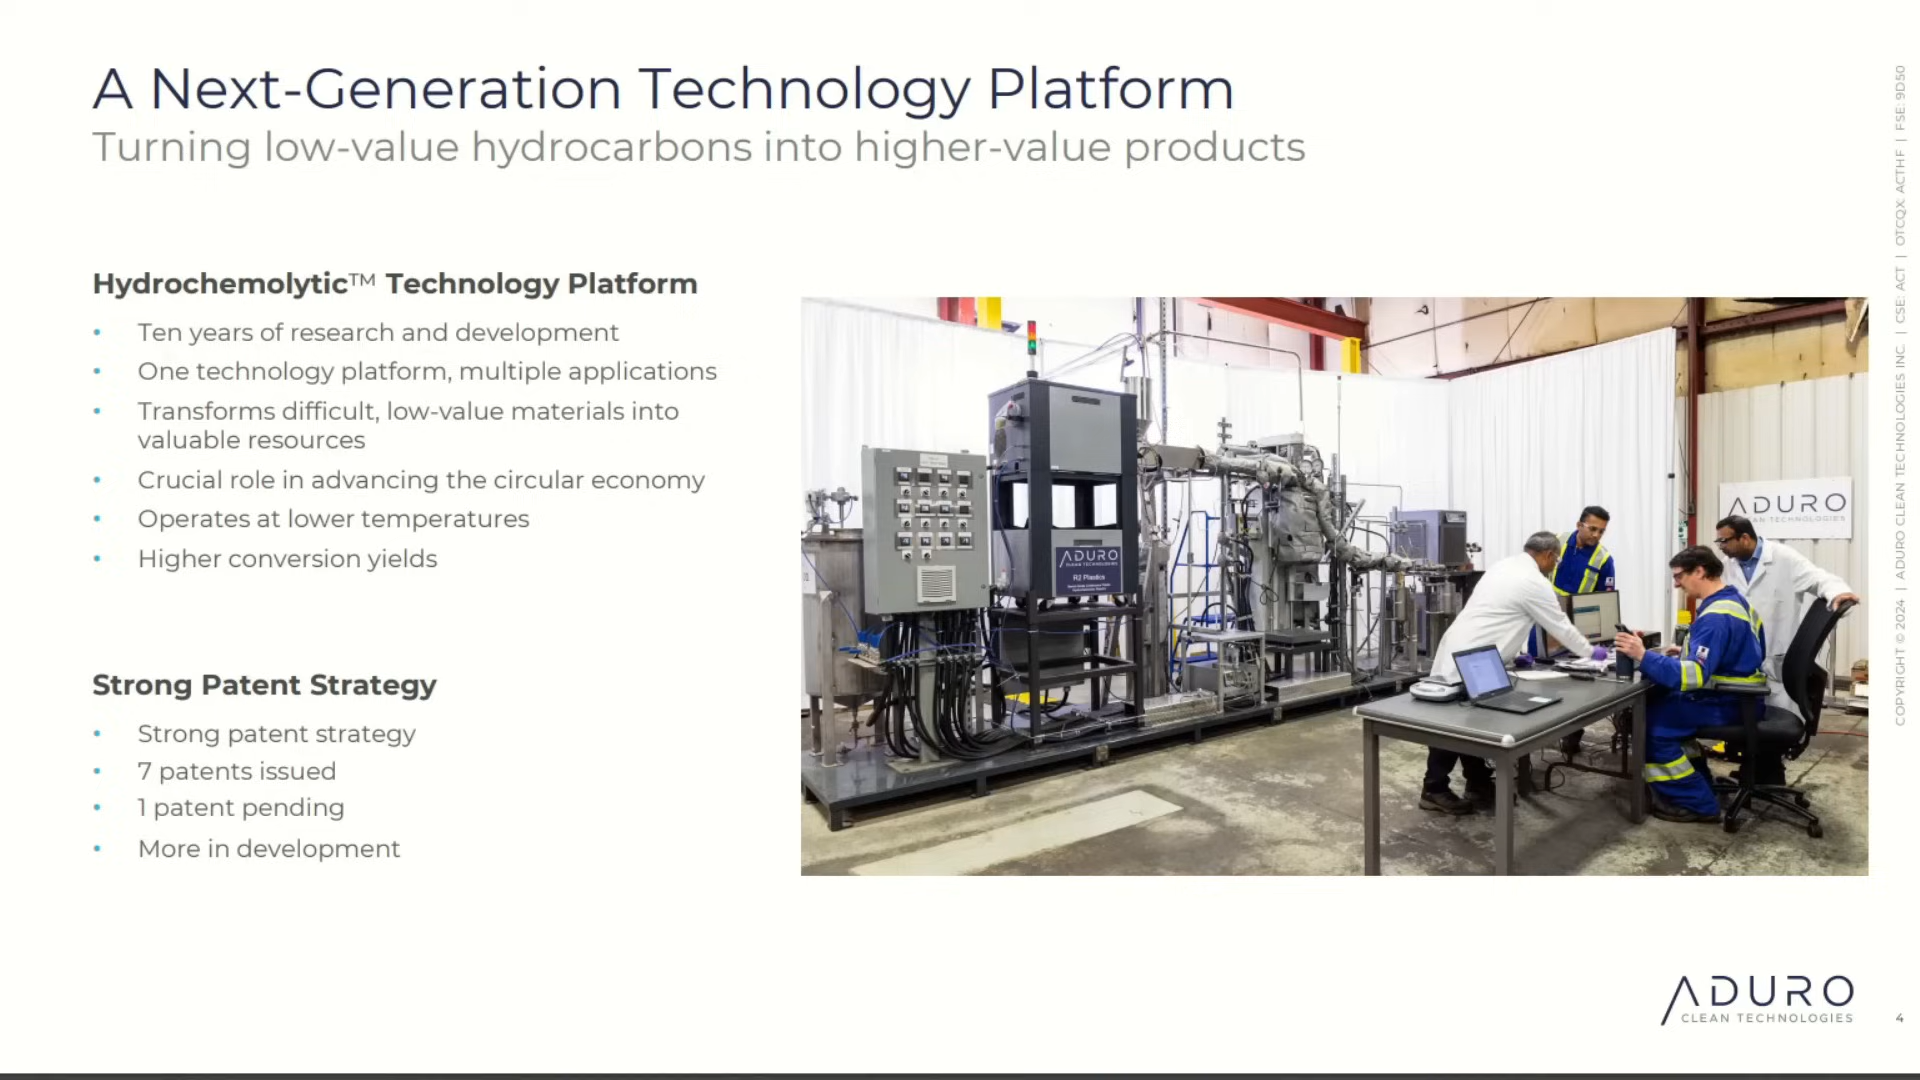 A Next-Generation Technology Platform
Turning low-value hydrocarbons into higher-value products
Hydrochemolytic™ Technology Platform
• Ten years of research and development
• One technology platform, multiple applications
• Transforms difficult, low-value materials into
valuable resources
• Crucial role in advancing the circular economy
• Operates at lower temperatures
• Higher conversion yields
Strong Patent Strategy
• Strong patent strategy
• 7 patents issued
• 1 patent pending
• More in development
ADURO
CLEAN TECHNOLOGIES
R2 Plastics
ADURO
CLEAN TECHNOLOGIES
ADURO
CLEAN TECHNOLOGIES
4
COPYRIGHT © 2024 | ADURO CLEAN TECHNOLOGIES INC. | CSE: ACT | OTCQX: ACTHF | FSE: 9D50